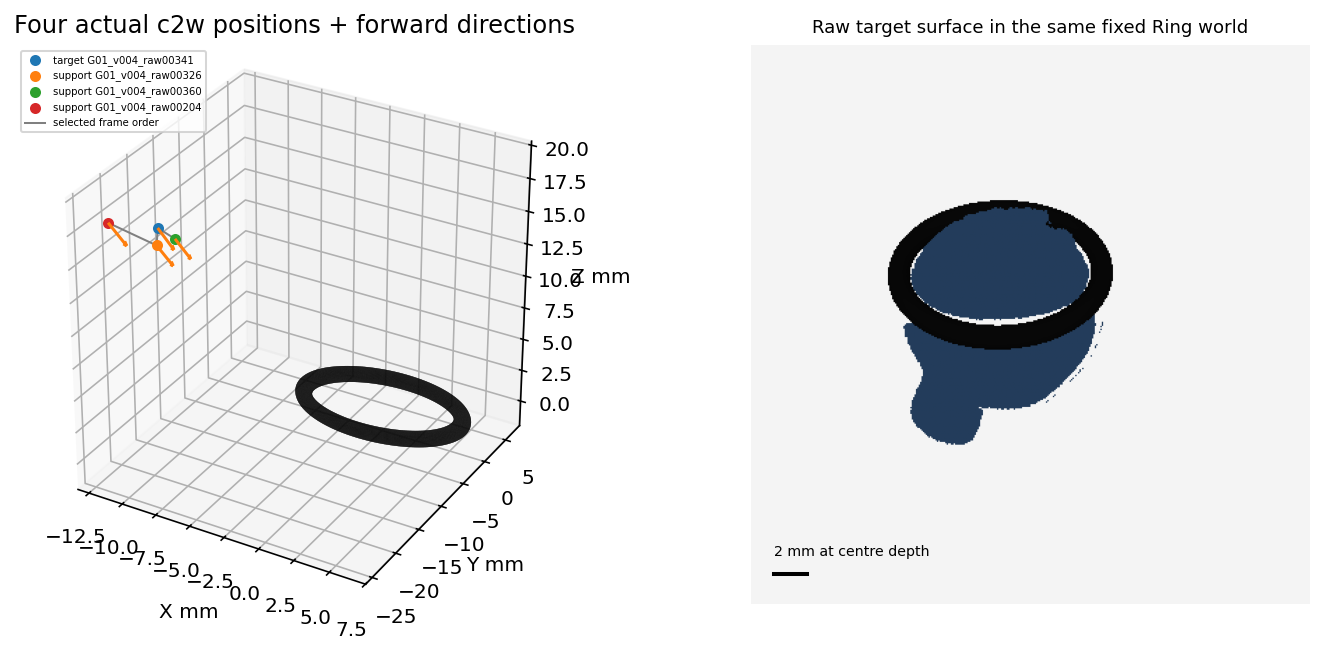 Four actual c2w positions + forward directions
target G01_v004_raw00341
support G01_v004_raw00326
support G01_v004_raw00360
support G01_v004_raw00204
selected frame order
20.0
17.5
15.0
12.5
10.0
Z mm
7.5
5.0
2.5
0.0
5
0
−5
−10
−15
−20
−25
Y mm
−12.5
−10.0
−7.5
−5.0
−2.5
0.0
2.5
5.0
7.5
X mm
Raw target surface in the same fixed Ring world
2 mm at centre depth